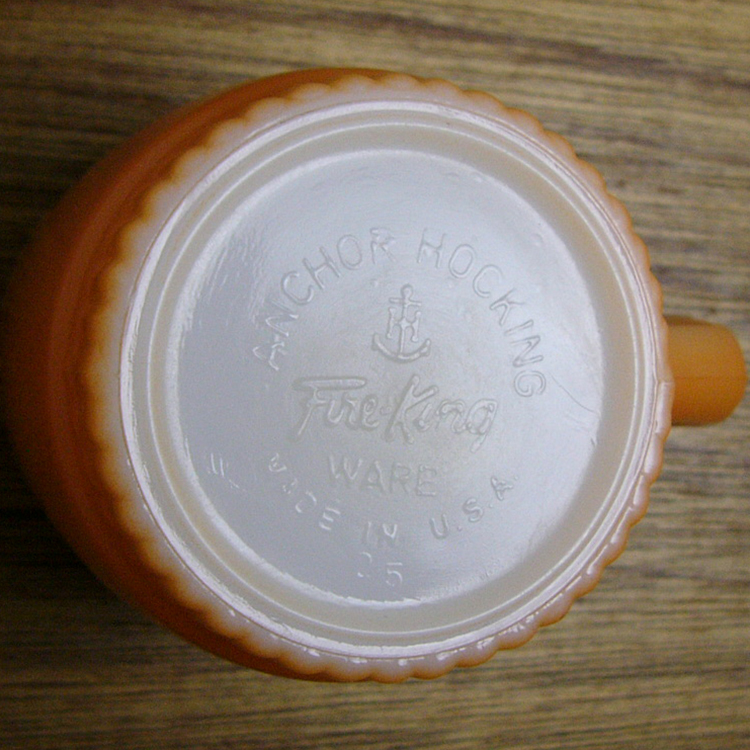 ANCHOR HOCKING
H
Fire-King
WARE
MADE IN U.S.A.